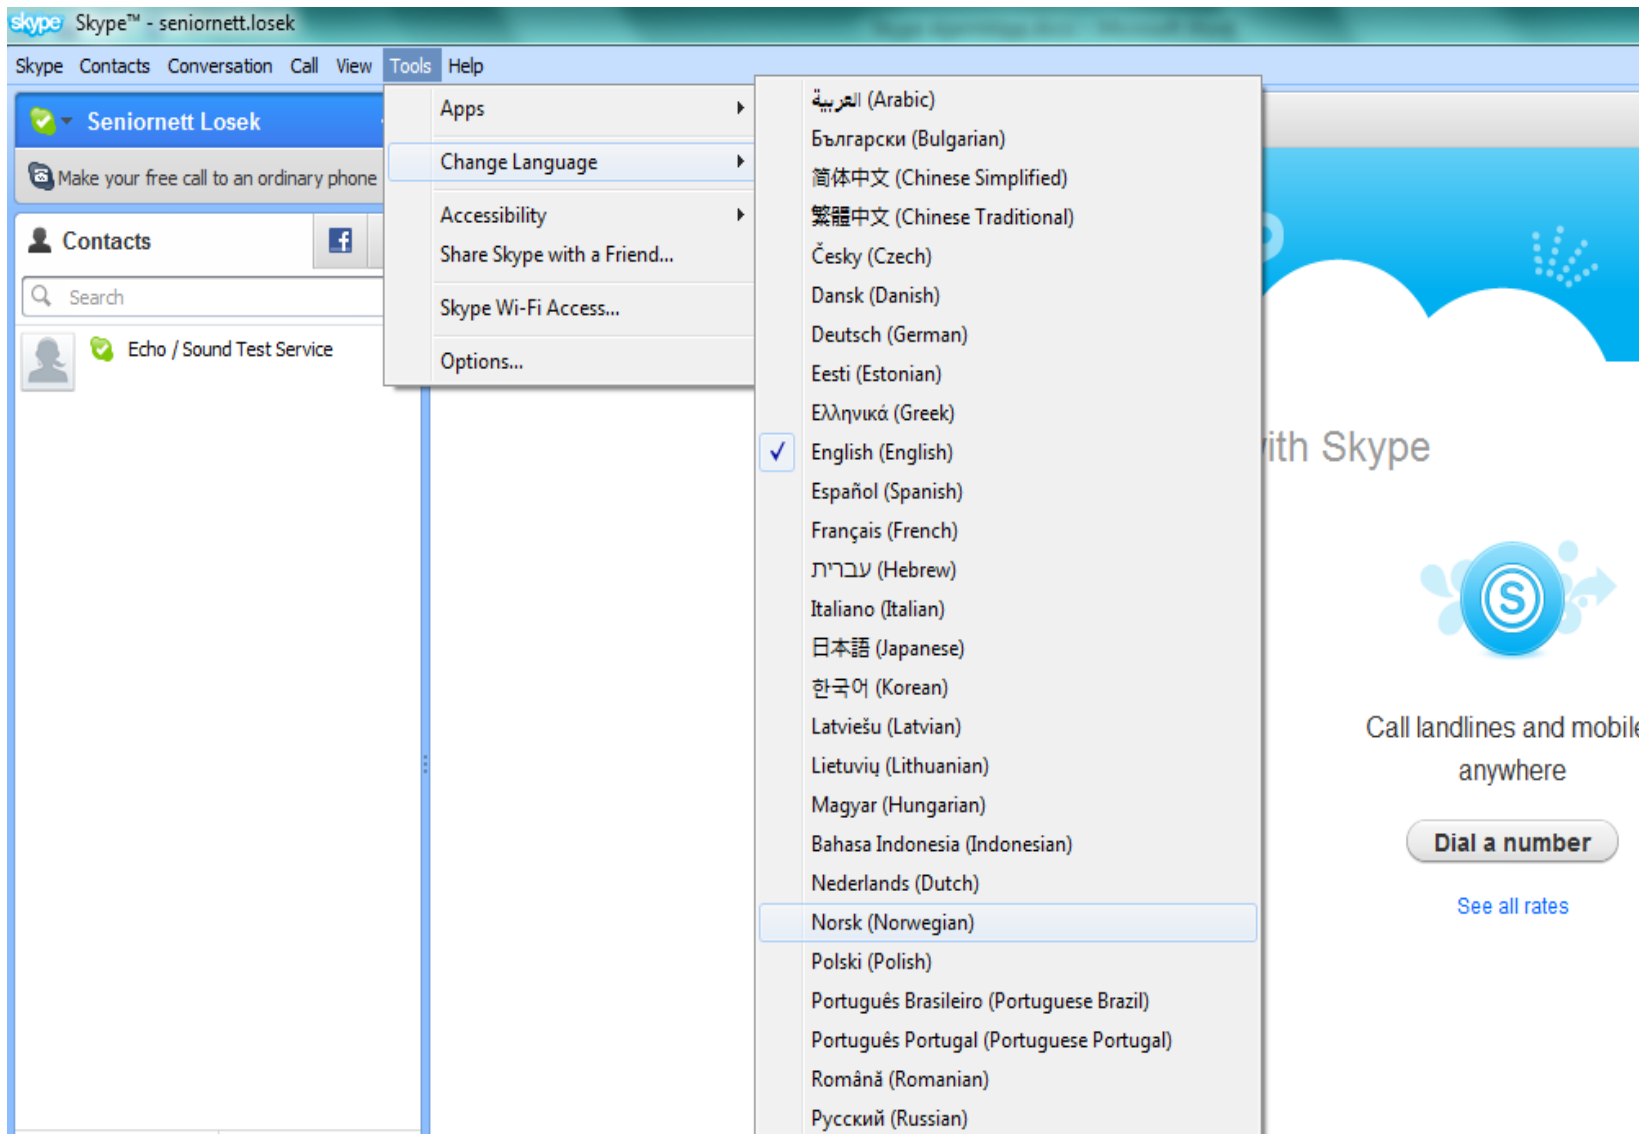 skype Skype™ - seniornett.losek
Skype Contacts Conversation Call View Tools Help
Seniornett Losek
Make your free call to an ordinary phone
Contacts
Search
Echo / Sound Test Service
Apps
Change Language
Accessibility
Share Skype with a Friend...
Skype Wi-Fi Access...
Options...
العربية (Arabic)
Български (Bulgarian)
简体中文 (Chinese Simplified)
繁體中文 (Chinese Traditional)
Česky (Czech)
Dansk (Danish)
Deutsch (German)
Eesti (Estonian)
Ελληνικά (Greek)
English (English)
Español (Spanish)
Français (French)
עברית (Hebrew)
Italiano (Italian)
日本語 (Japanese)
한국어 (Korean)
Latviešu (Latvian)
Lietuvių (Lithuanian)
Magyar (Hungarian)
Bahasa Indonesia (Indonesian)
Nederlands (Dutch)
Norsk (Norwegian)
Polski (Polish)
Português Brasileiro (Portuguese Brazil)
Português Portugal (Portuguese Portugal)
Română (Romanian)
Русский (Russian)
ith Skype
Call landlines and mobile
anywhere
Dial a number
See all rates